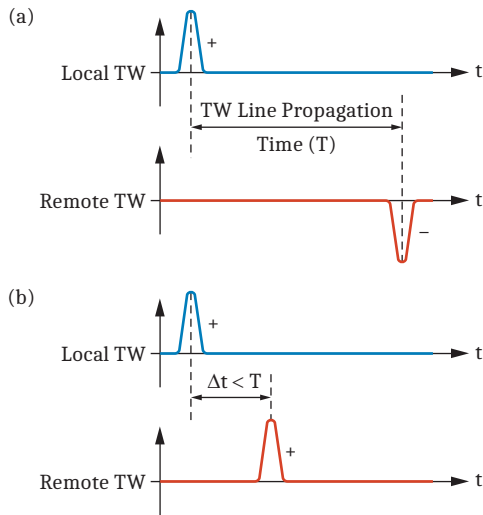 (a)
+
Local TW
t
TW Line Propagation
Time (T)
Remote TW
t
−
(b)
+
Local TW
t
Δt < T
+
Remote TW
t